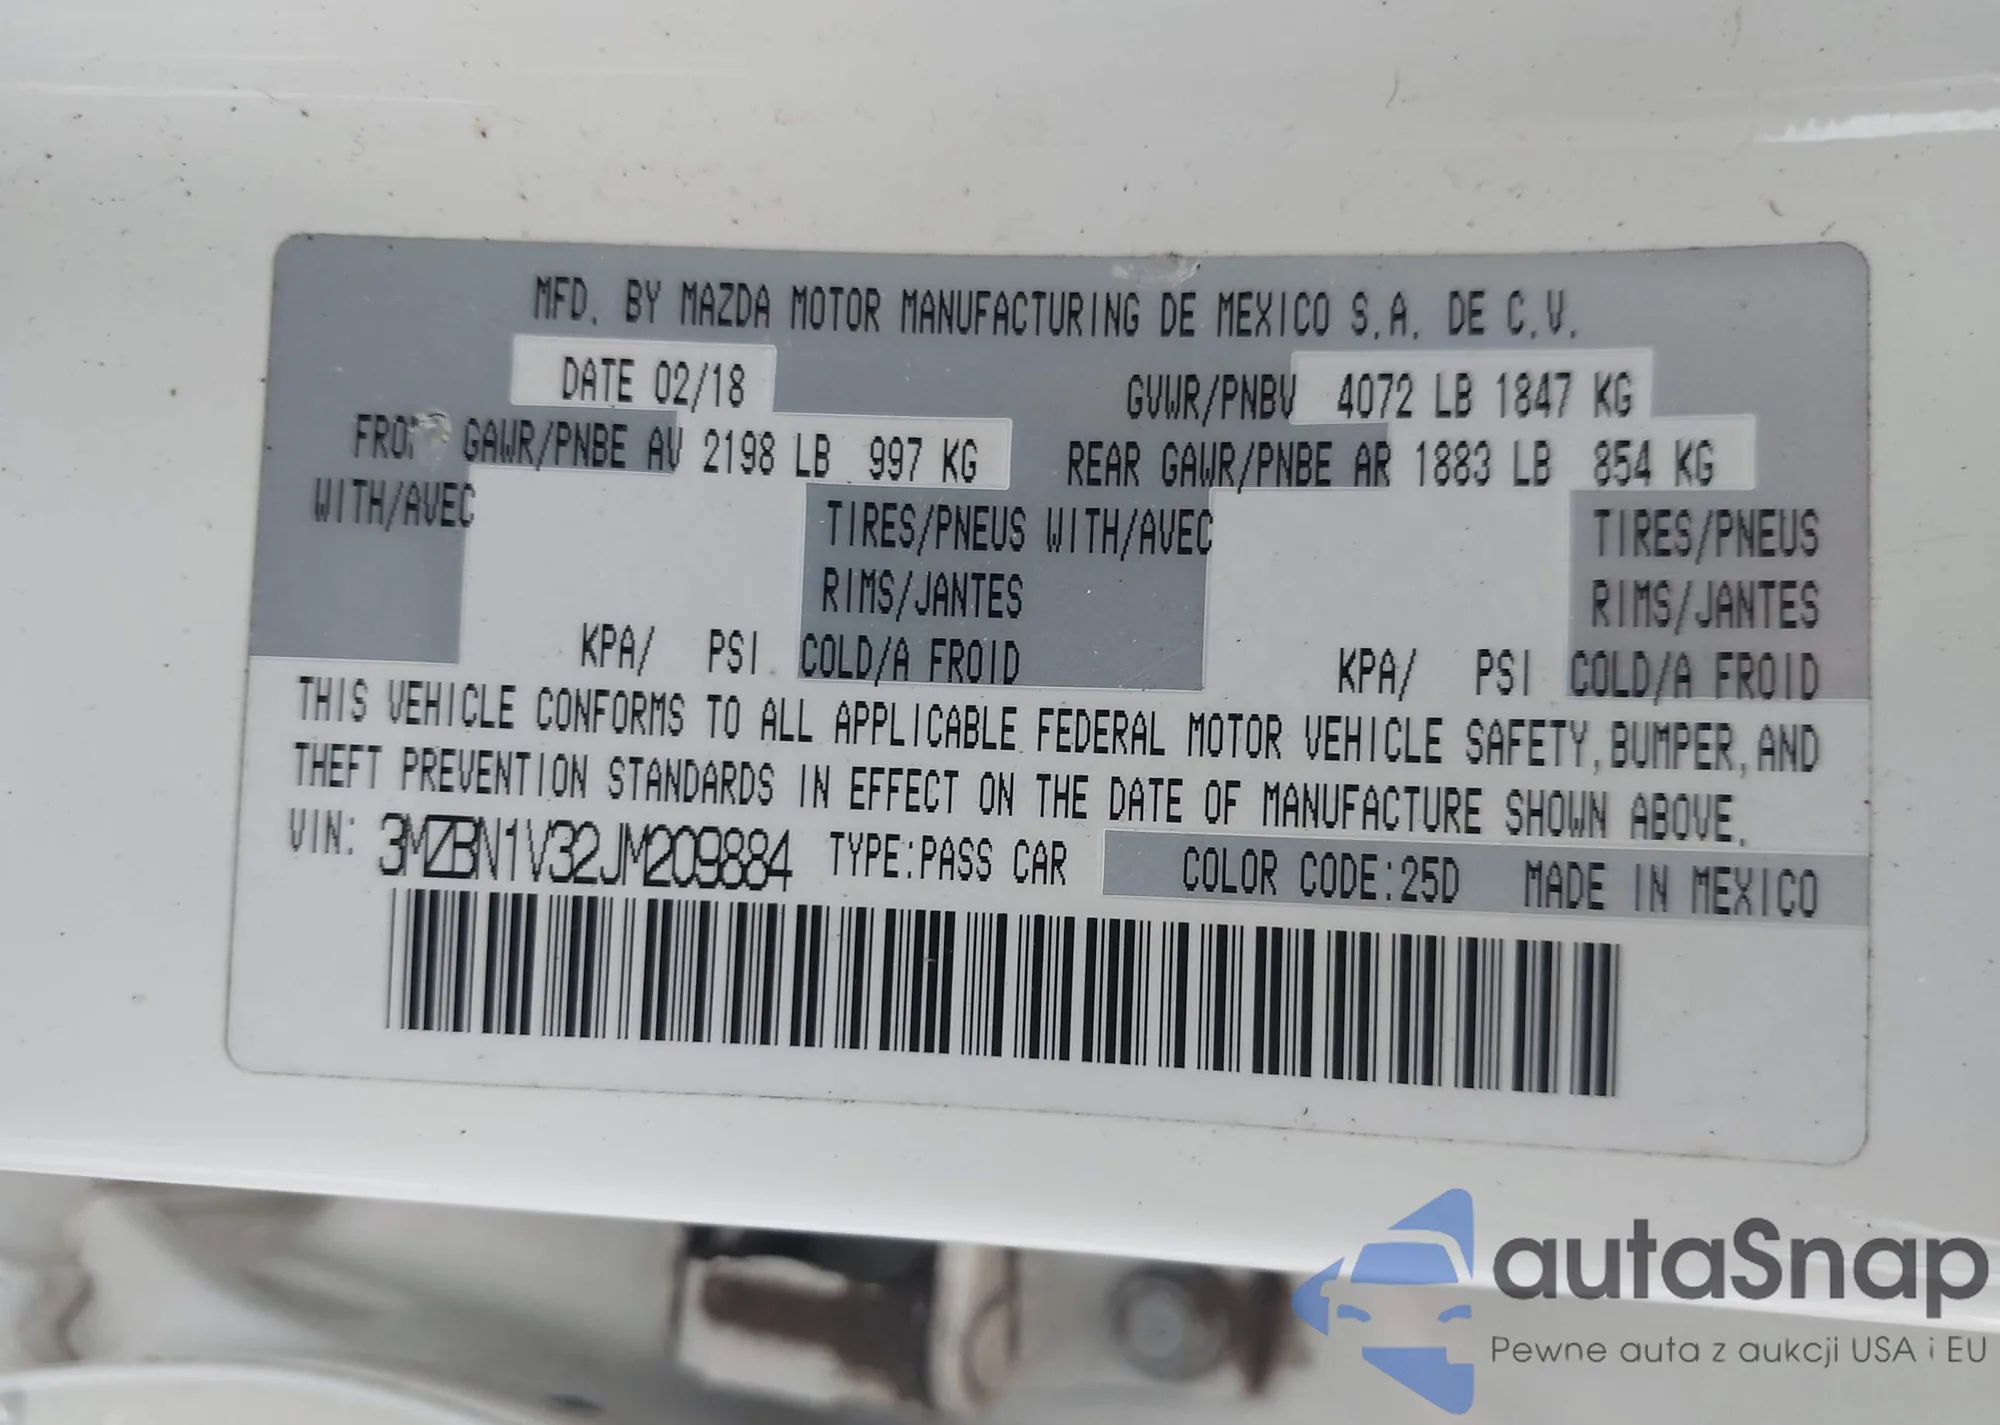 MFD. BY MAZDA MOTOR MANUFACTURING DE MEXICO S.A. DE C.V.
DATE 02/18 GVWR/PNBV 4072 LB 1847 KG
GAWR/PNBE AV 2198 LB 997 KG REAR GAWR/PNBE AR 1883 LB 854 KG
WITH/AVEC TIRES/PNEUS WITH/AVEC TIRES/PNEUS
RIMS/JANTES RIMS/JANTES
KPA/ PSI COLD/A FROID KPA/ PSI COLD/A FROID
THIS VEHICLE CONFORMS TO ALL APPLICABLE FEDERAL MOTOR VEHICLE SAFETY, BUMPER, AND
THEFT PREVENTION STANDARDS IN EFFECT ON THE DATE OF MANUFACTURE SHOWN ABOVE.
VIN: 3MZBN1V32JM209884 TYPE:PASS CAR COLOR CODE:25D MADE IN MEXICO
autaSnap
Pewne auta z aukcji USA i EU